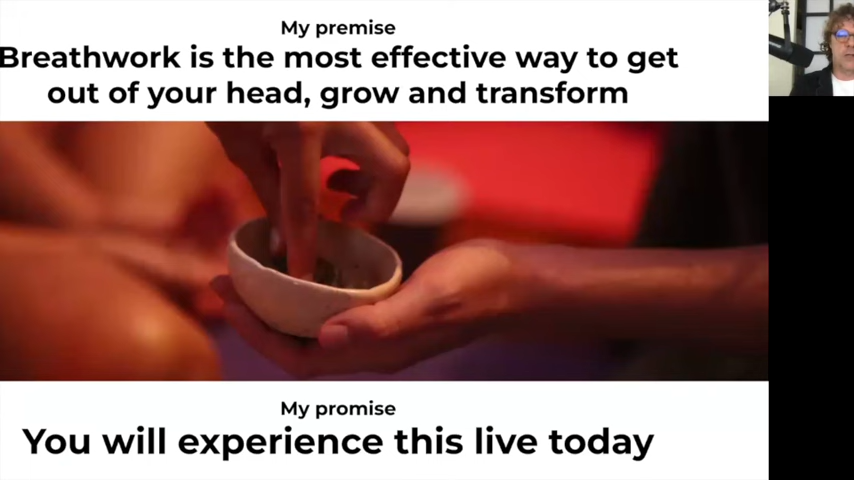 My premise
Breathwork is the most effective way to get
out of your head, grow and transform
My promise
You will experience this live today